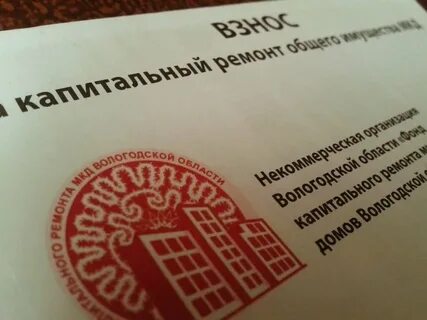 ВЗНОС
а капитальный ремонт общего имущества МКД
Некоммерческая организация
Вологодской области «Фонд
капитального ремонта
домов Вологодской
КАПИТАЛЬНОГО РЕМОНТА МКД ВОЛОГОДСКОЙ ОБЛАСТИ